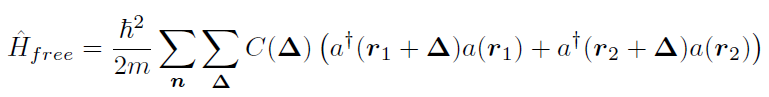 $\hat{H}_{free} = \frac{\hbar^2}{2m} \sum_{\boldsymbol{n}} \sum_{\boldsymbol{\Delta}} C(\boldsymbol{\Delta}) \left( a^\dagger(\boldsymbol{r}_1 + \boldsymbol{\Delta}) a(\boldsymbol{r}_1) + a^\dagger(\boldsymbol{r}_2 + \boldsymbol{\Delta}) a(\boldsymbol{r}_2) \right)$